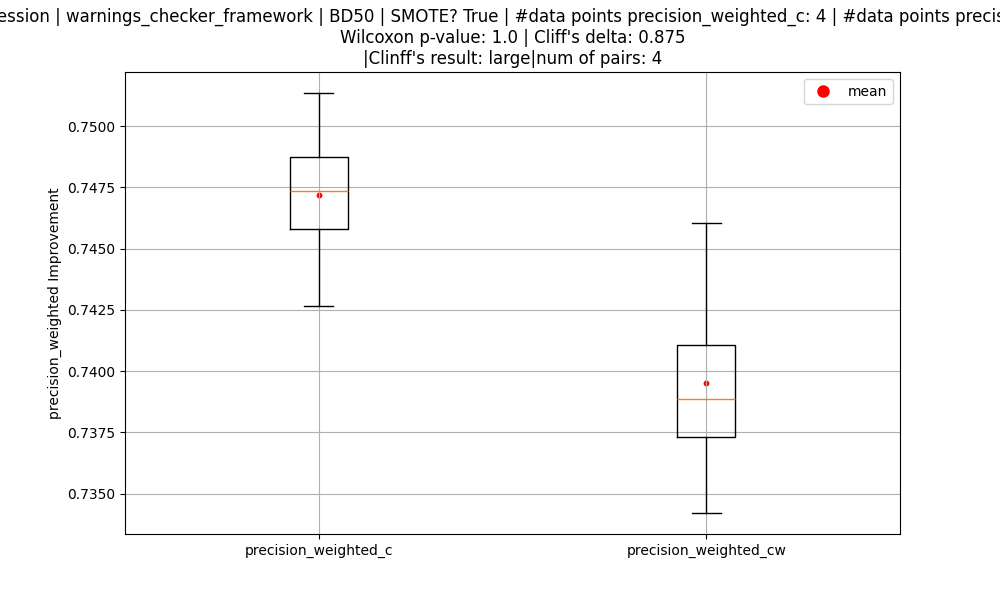 ession | warnings_checker_framework | BD50 | SMOTE? True | #data points precision_weighted_c: 4 | #data points precis
Wilcoxon p-value: 1.0 | Cliff's delta: 0.875
|Clinff's result: large|num of pairs: 4
mean
0.7500
0.7475
0.7450
0.7425
0.7400
0.7375
0.7350
precision_weighted Improvement
precision_weighted_c
precision_weighted_cw